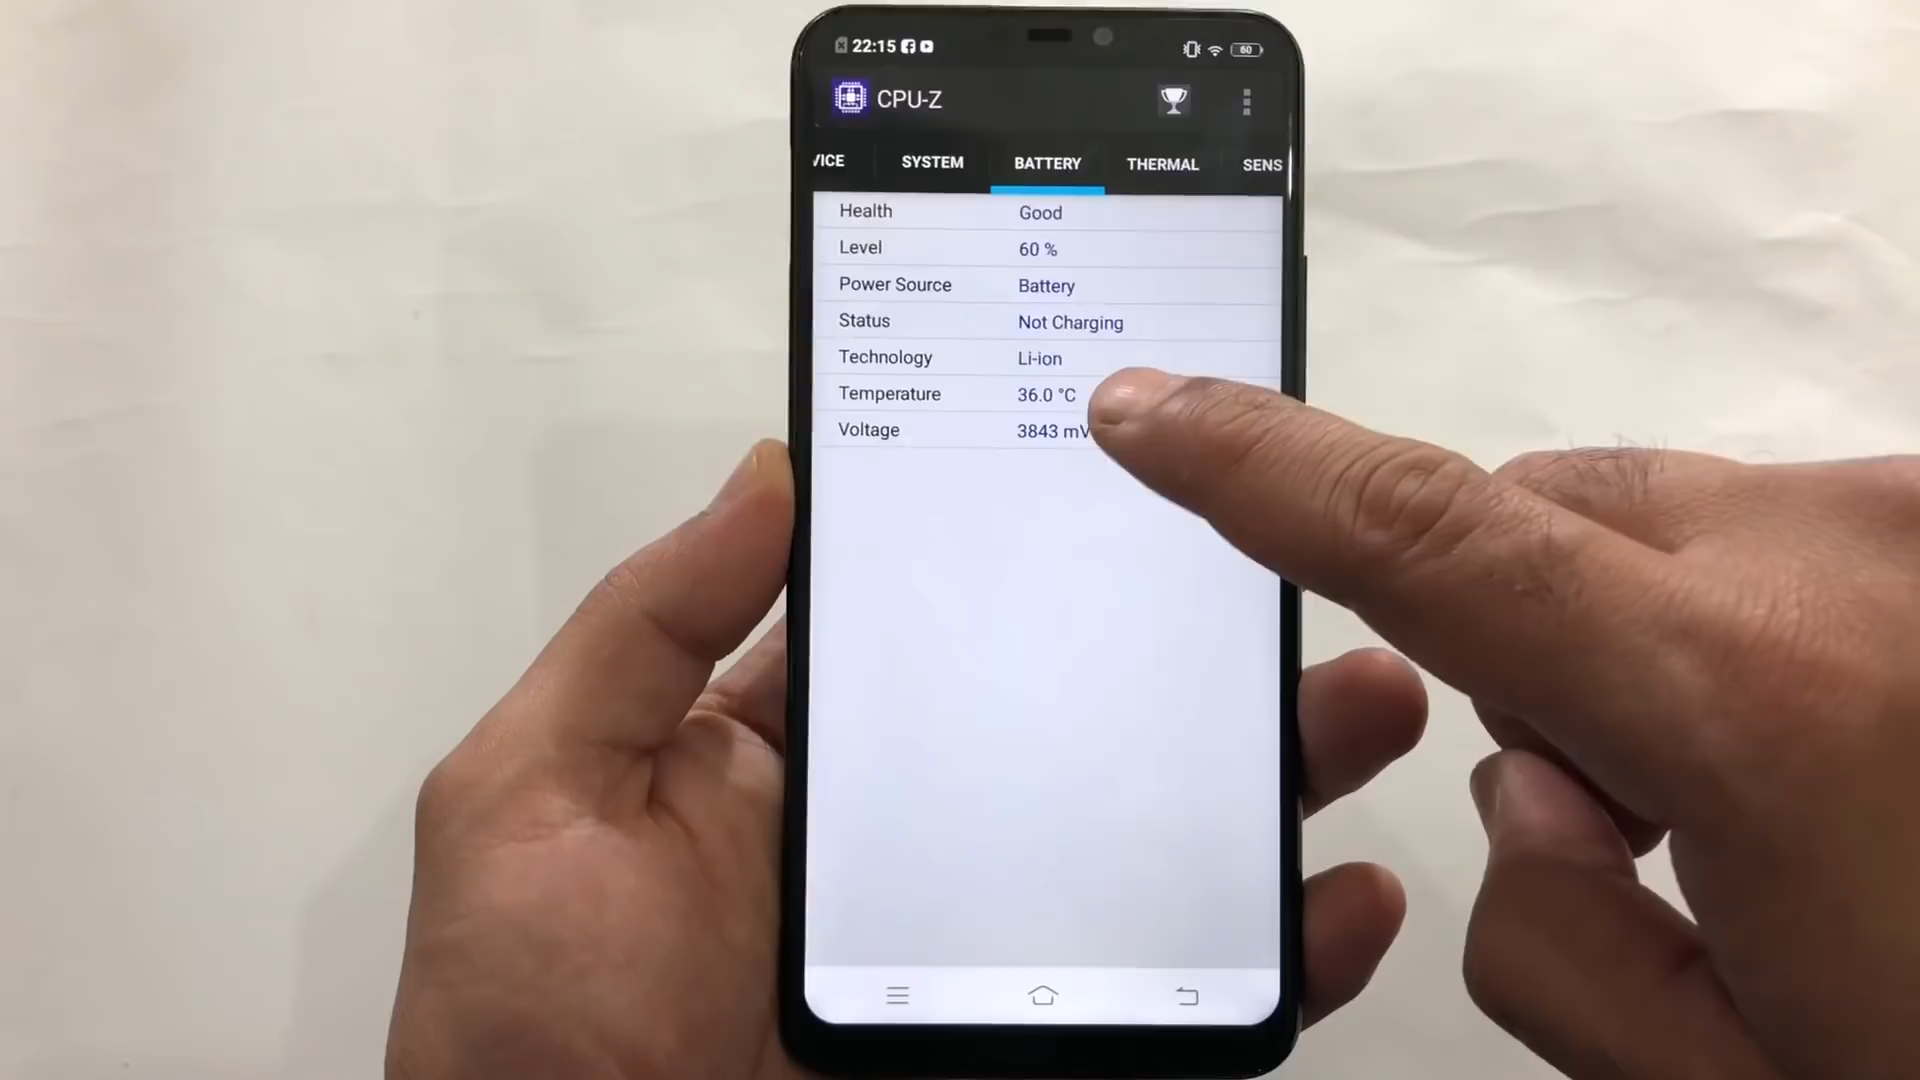 22:15 60
CPU-Z
VICE SYSTEM BATTERY THERMAL SENS
Health Good
Level 60 %
Power Source Battery
Status Not Charging
Technology Li-ion
Temperature 36.0 °C
Voltage 3843 mV